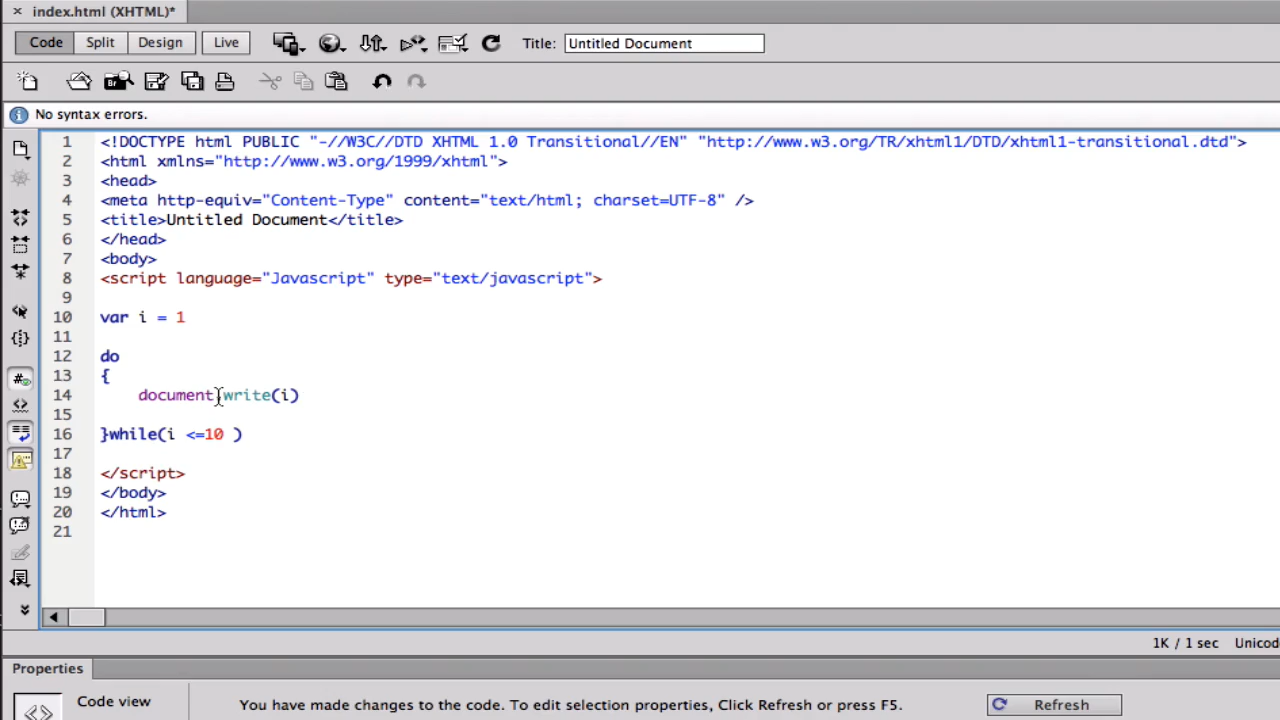 index.html (XHTML)*
Code Split Design Live Title: Untitled Document
Br
No syntax errors.
1 <!DOCTYPE html PUBLIC "-//W3C//DTD XHTML 1.0 Transitional//EN" "http://www.w3.org/TR/xhtml1/DTD/xhtml1-transitional.dtd">
2 <html xmlns="http://www.w3.org/1999/xhtml">
3 <head>
4 <meta http-equiv="Content-Type" content="text/html; charset=UTF-8" />
5 <title>Untitled Document</title>
6 </head>
7 <body>
8 <script language="Javascript" type="text/javascript">
9
10 var i = 1
11
12 do
13 {
14 document.write(i)
15
16 }while(i <=10 )
17
18 </script>
19 </body>
20 </html>
21
1K / 1 sec Unicod
Properties
Code view You have made changes to the code. To edit selection properties, Click Refresh or press F5. Refresh